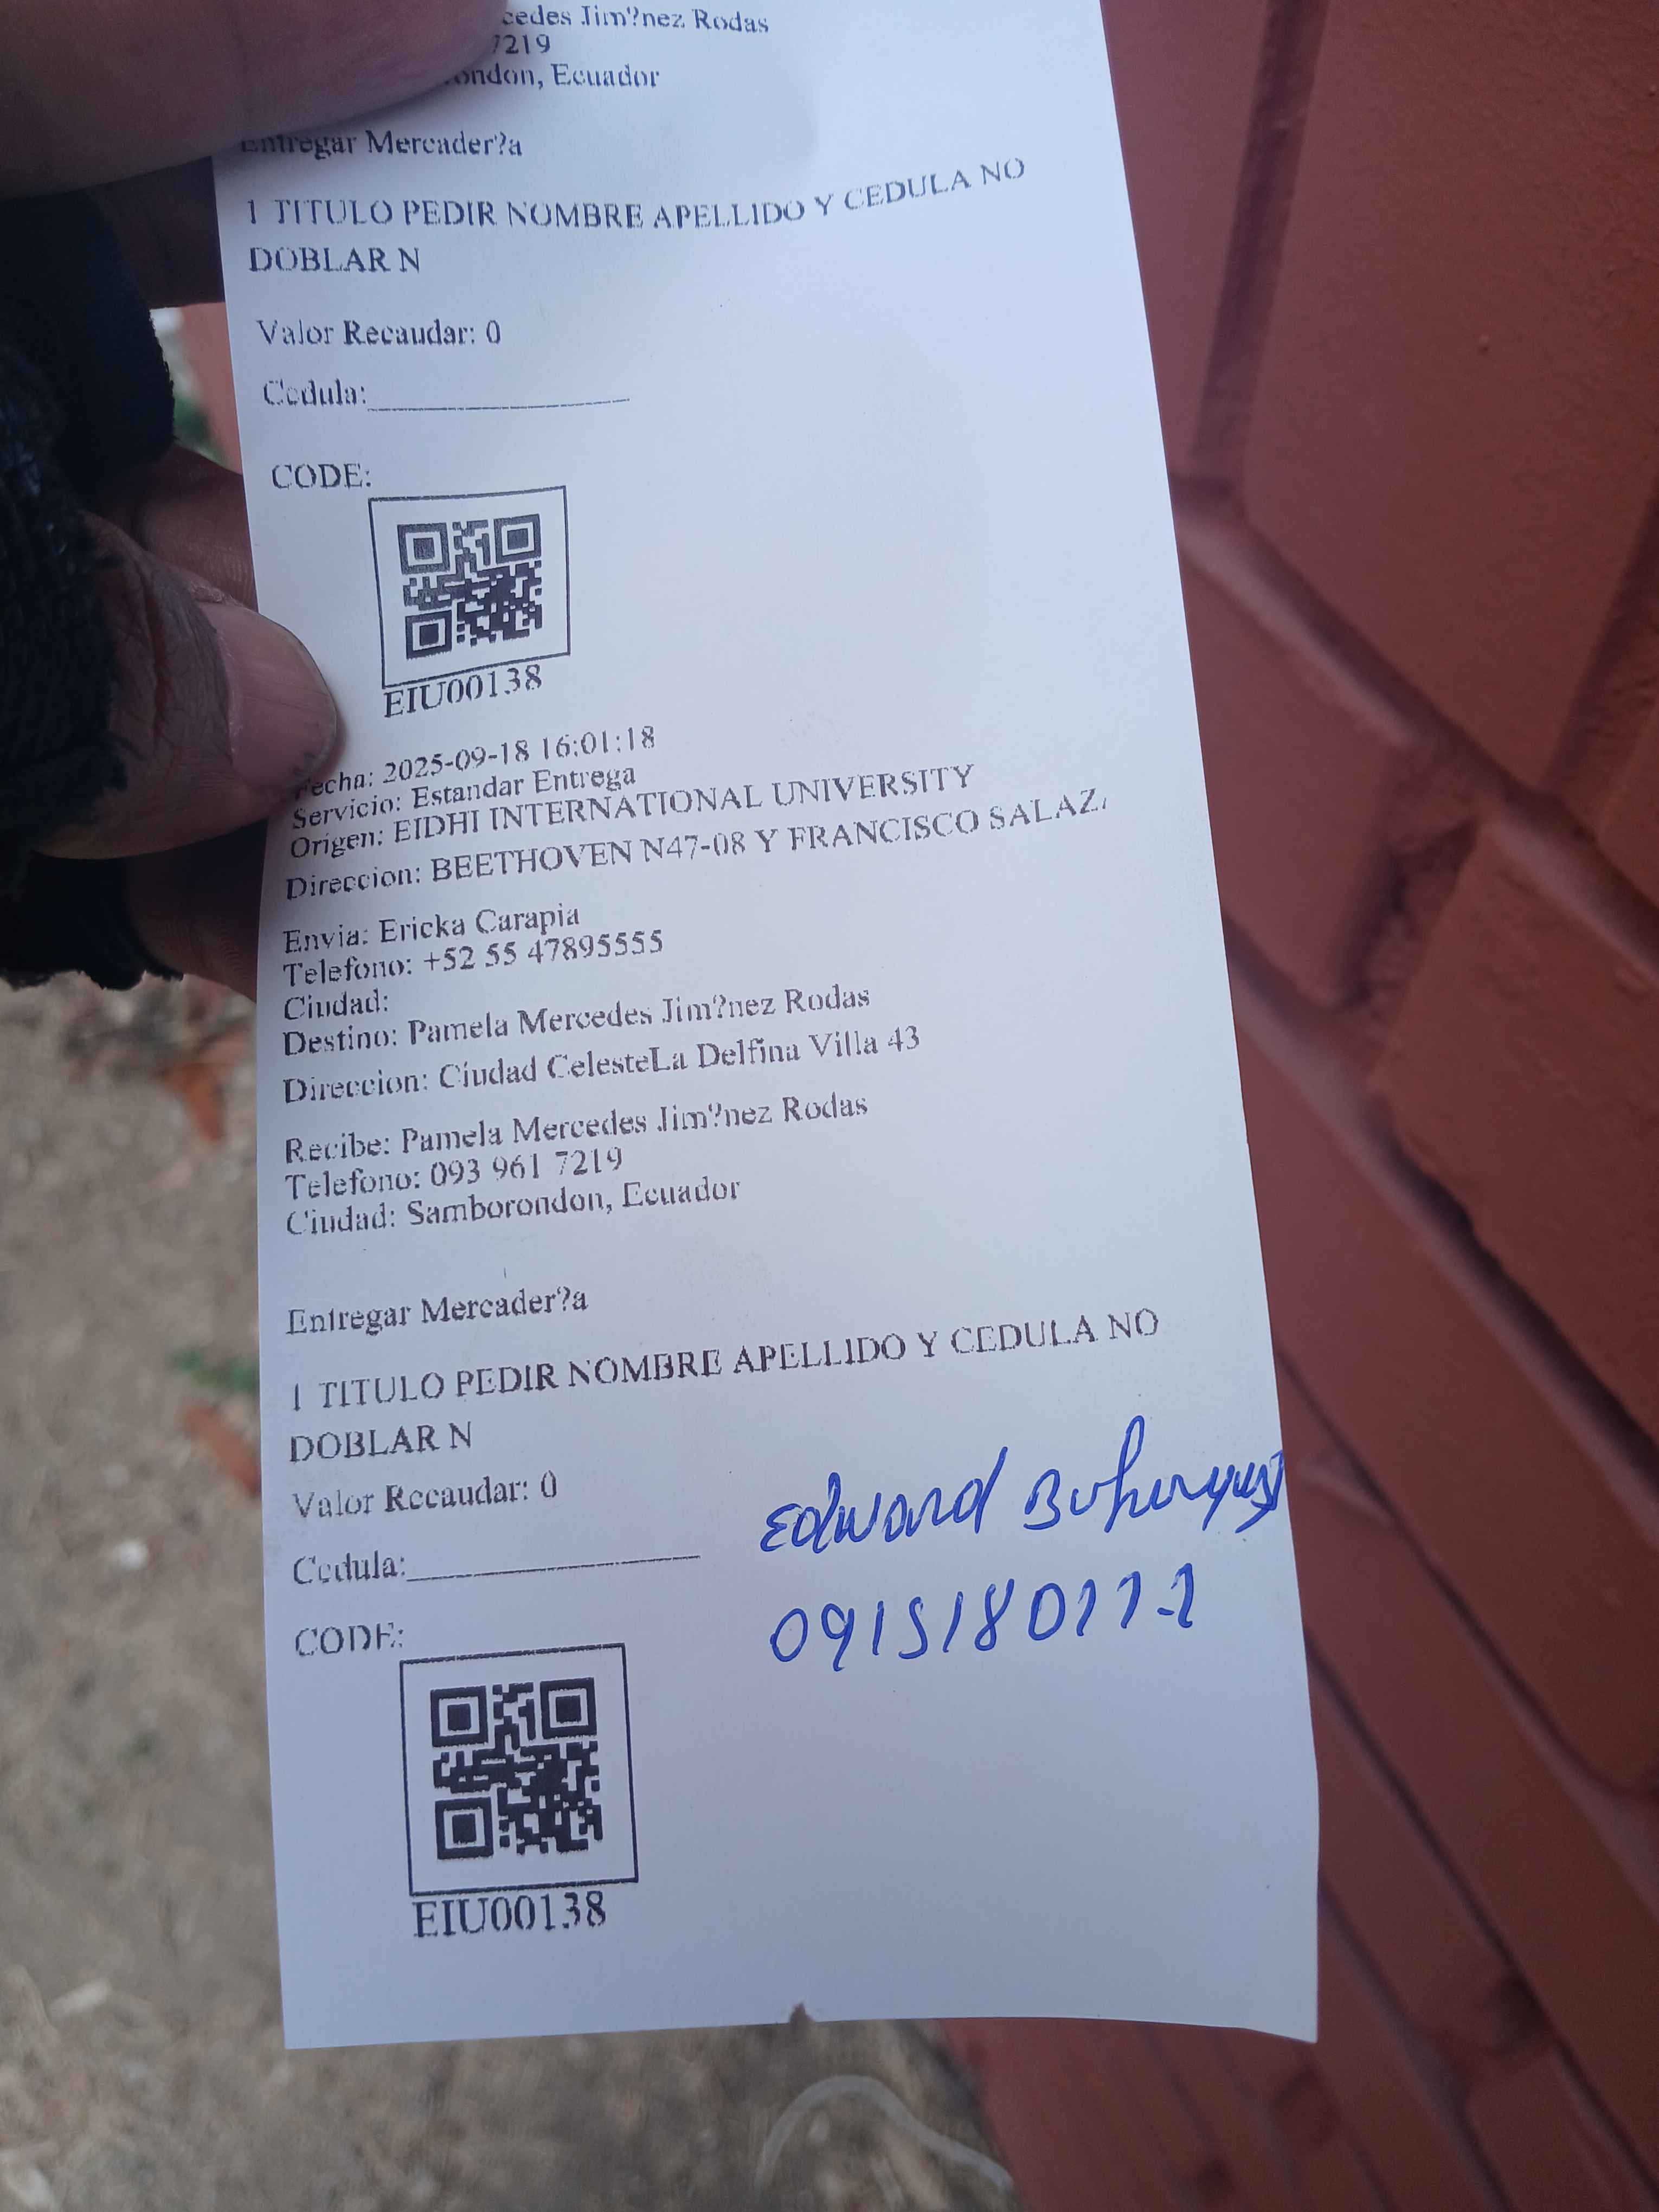 cedes Jim?nez Rodas
7219
ondon, Ecuador
Entregar Mercader?a
1 TITULO PEDIR NOMBRE APELLIDO Y CEDULA NO
DOBLAR N
Valor Recaudar: 0
Cedula:______________
CODE:
EIU00138
Fecha: 2025-09-18 16:01:18
Servicio: Estandar Entrega
Origen: EIDHI INTERNATIONAL UNIVERSITY
Direccion: BEETHOVEN N47-08 Y FRANCISCO SALAZ
Envia: Ericka Carapia
Telefono: +52 55 47895555
Ciudad:
Destino: Pamela Mercedes Jim?nez Rodas
Direccion: Ciudad CelesteLa Delfina Villa 43
Recibe: Pamela Mercedes Jim?nez Rodas
Telefono: 093 961 7219
Ciudad: Samborondon, Ecuador
Entregar Mercader?a
1 TITULO PEDIR NOMBRE APELLIDO Y CEDULA NO
DOBLAR N
Valor Recaudar: 0
Edward
Cedula:______________
CODE:
EIU00138